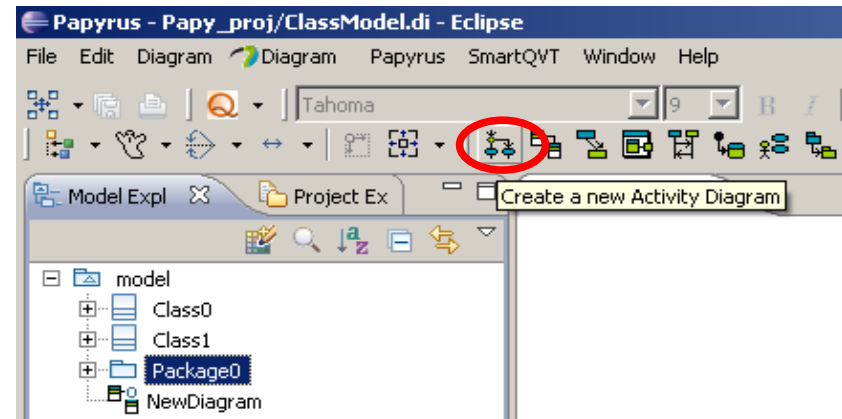 Papyrus - Papy_proj/ClassModel.di - Eclipse
File Edit Diagram Diagram Papyrus SmartQVT Window Help
Tahoma 9 B I
Model Expl Project Ex
Create a new Activity Diagram
a z
model
Class0
Class1
Package0
NewDiagram